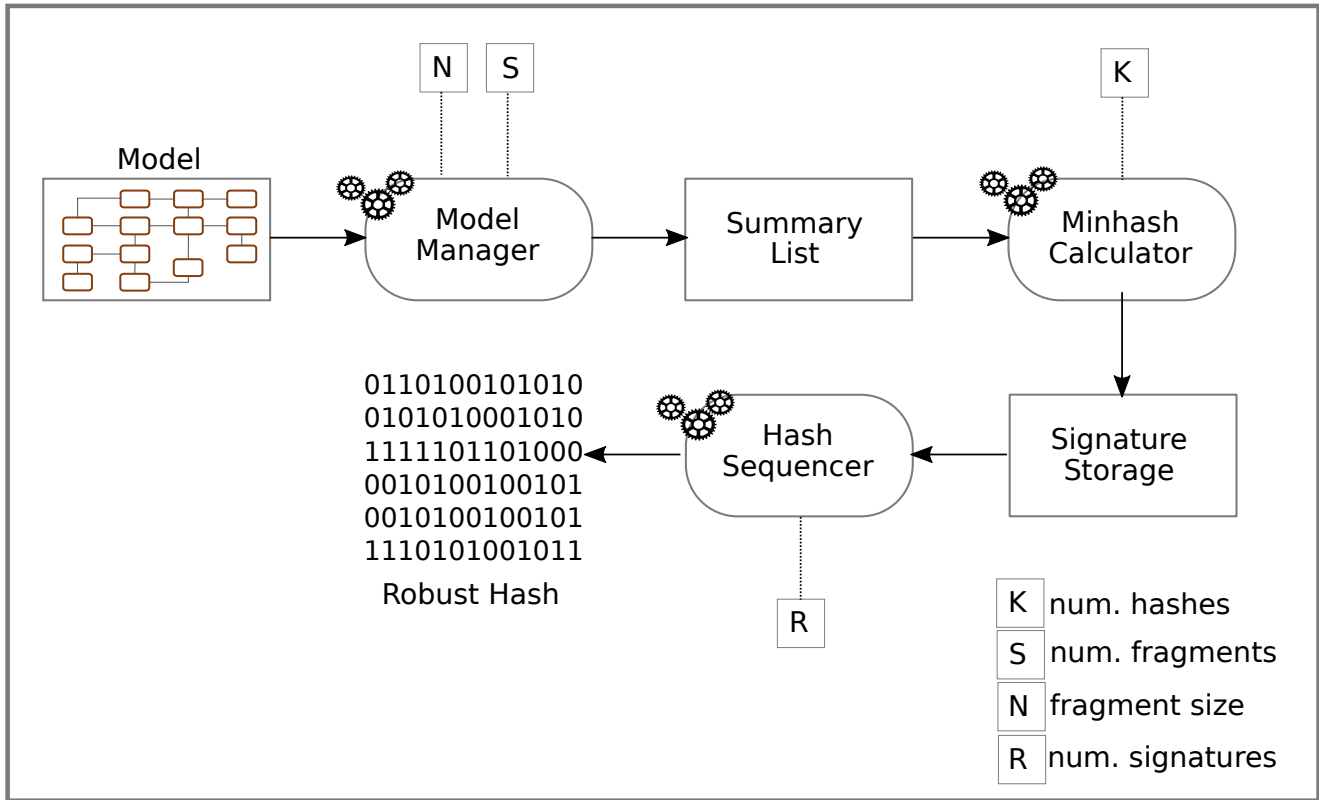 N
S
K
Model
Model
Manager
Summary
List
Minhash
Calculator
0110100101010
0101010001010
1111101101000
0010100100101
0010100100101
1110101001011
Robust Hash
Hash
Sequencer
Signature
Storage
R
K num. hashes
S num. fragments
N fragment size
R num. signatures